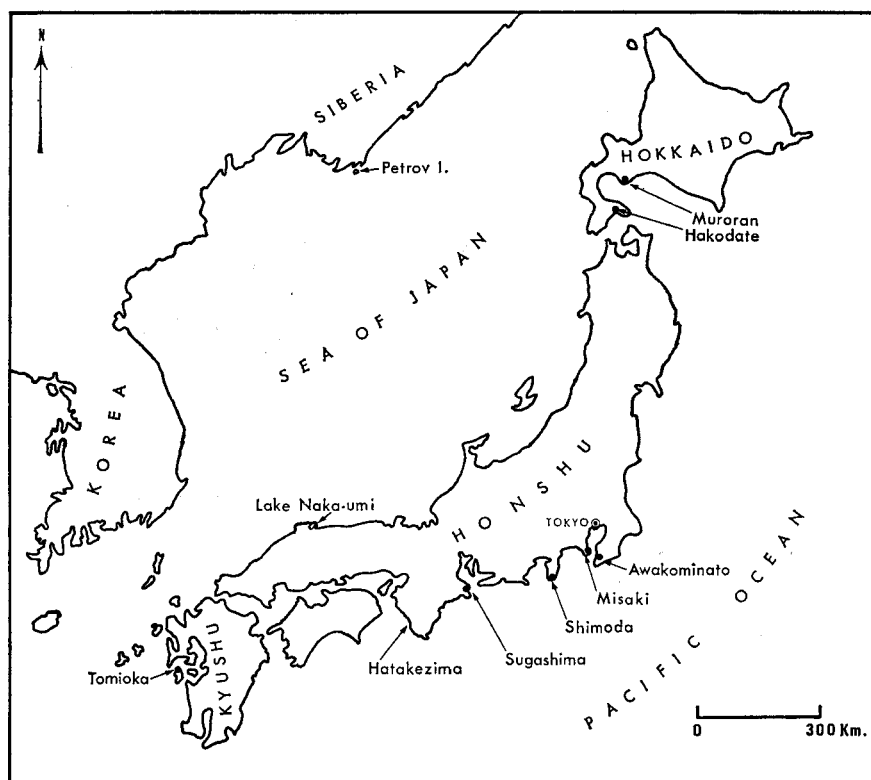 N
SIBERIA
Petrov I.
HOKKAIDO
Muroran
Hakodate
SEA OF JAPAN
KOREA
HONSHU
Lake Naka-umi
TOKYO
Awakominato
Misaki
Shimoda
Sugashima
Hatakezima
KYUSHU
Tomioka
PACIFIC OCEAN
0 300 Km.